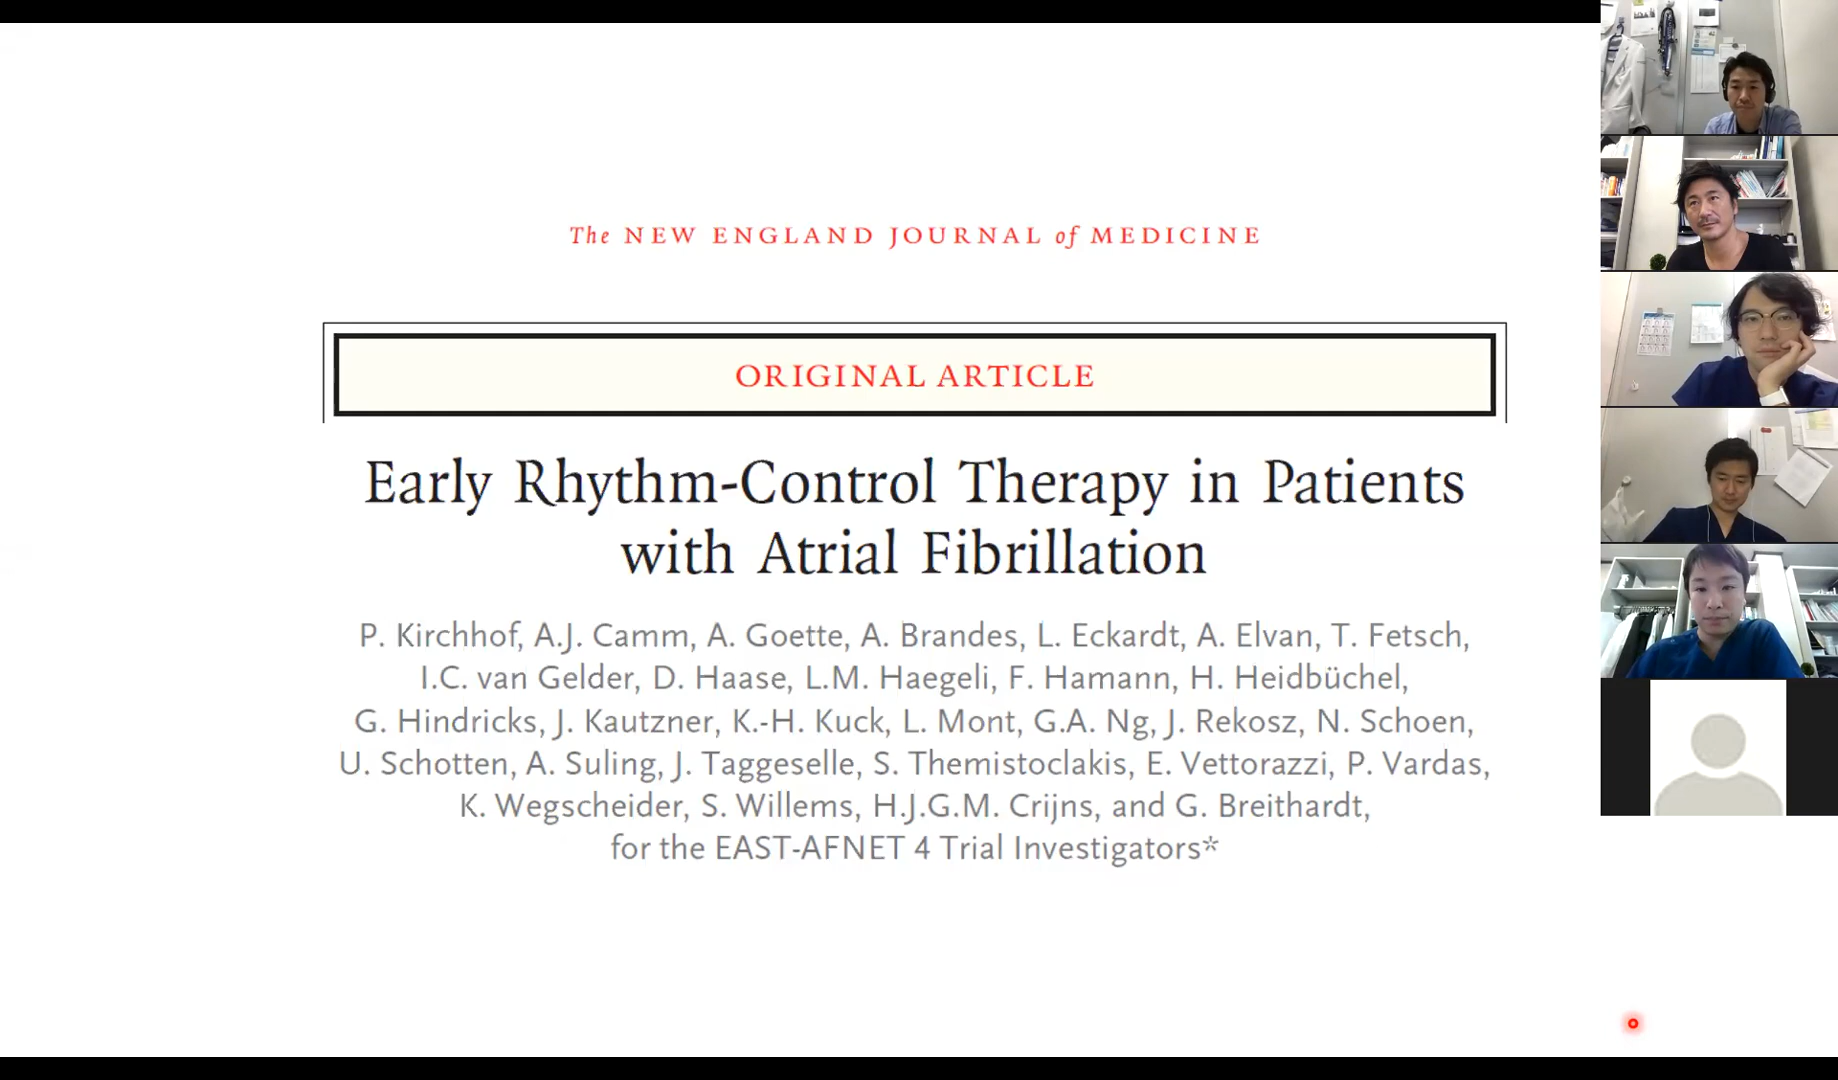 The NEW ENGLAND JOURNAL of MEDICINE
ORIGINAL ARTICLE
Early Rhythm-Control Therapy in Patients
with Atrial Fibrillation
P. Kirchhof, A.J. Camm, A. Goette, A. Brandes, L. Eckardt, A. Elvan, T. Fetsch,
I.C. van Gelder, D. Haase, L.M. Haegeli, F. Hamann, H. Heidbüchel,
G. Hindricks, J. Kautzner, K.-H. Kuck, L. Mont, G.A. Ng, J. Rekosz, N. Schoen,
U. Schotten, A. Suling, J. Taggeselle, S. Themistoclakis, E. Vettorazzi, P. Vardas,
K. Wegscheider, S. Willems, H.J.G.M. Crijns, and G. Breithardt,
for the EAST-AFNET 4 Trial Investigators*